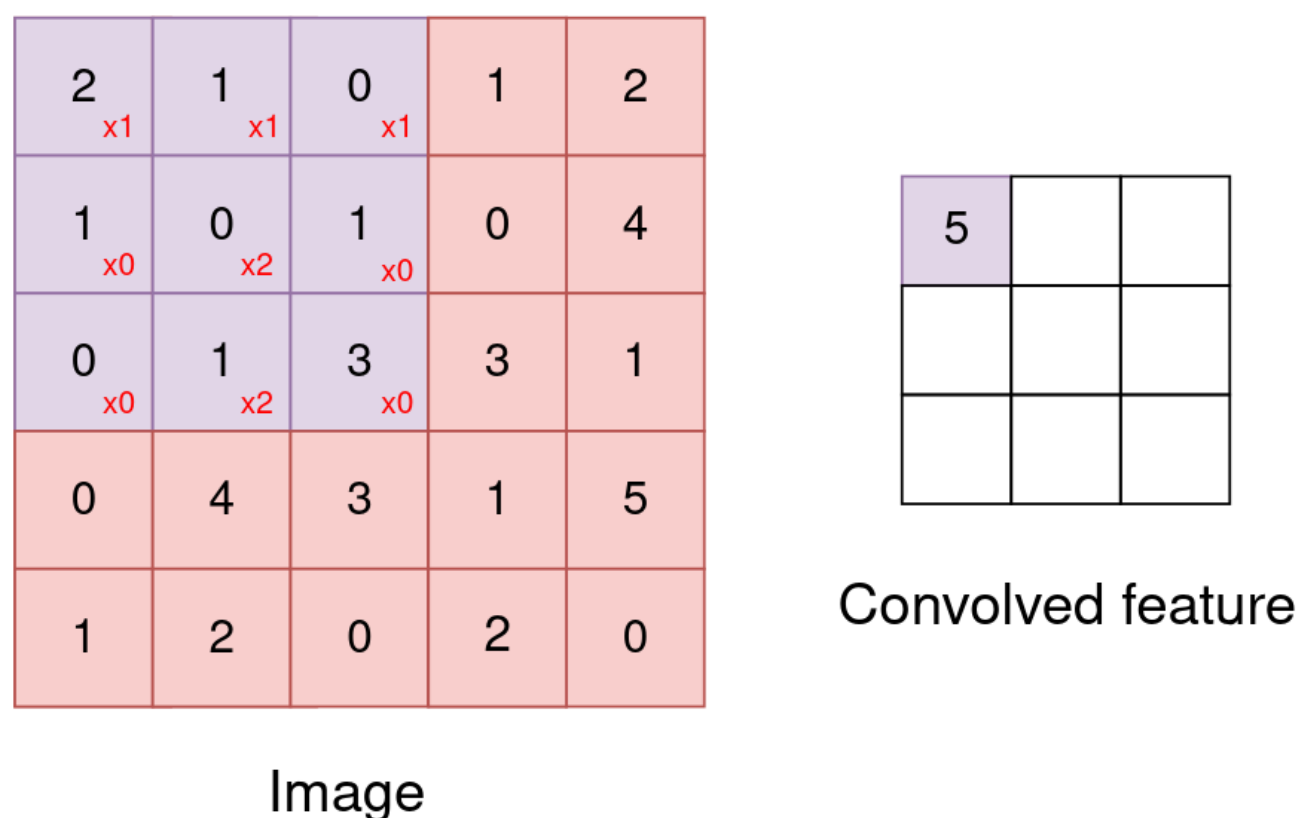 2 1 0 1 2
x1 x1 x1
1 0 1 0 4
x0 x2 x0
0 1 3 3 1
x0 x2 x0
0 4 3 1 5
1 2 0 2 0
Image
5
Convolved feature